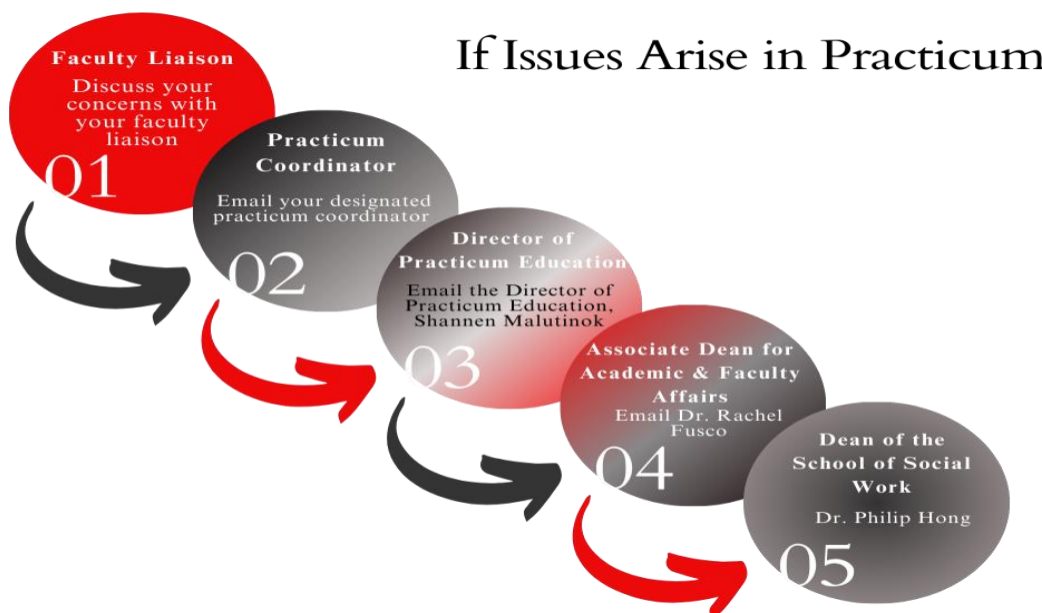 If Issues Arise in Practicum
Faculty Liaison
Discuss your
concerns with
your faculty
liaison
01
Practicum
Coordinator
Email your designated
practicum coordinator
02
Director of
Practicum Education
Email the Director of
Practicum Education,
Shannen Malutinok
03
Associate Dean for
Academic & Faculty
Affairs
Email Dr. Rachel
Fusco
04
Dean of the
School of Social
Work
Dr. Philip Hong
05